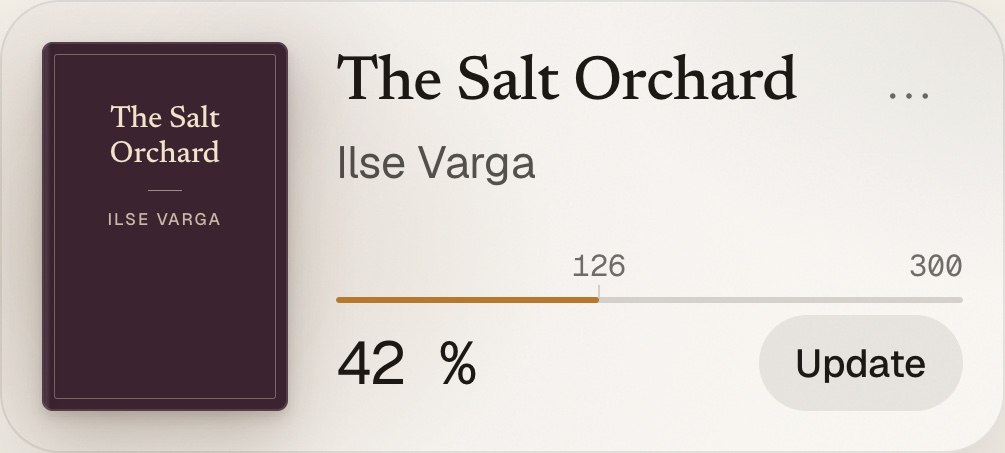 The Salt
Orchard
ILSE VARGA
The Salt Orchard
...
Ilse Varga
126
300
42 %
Update